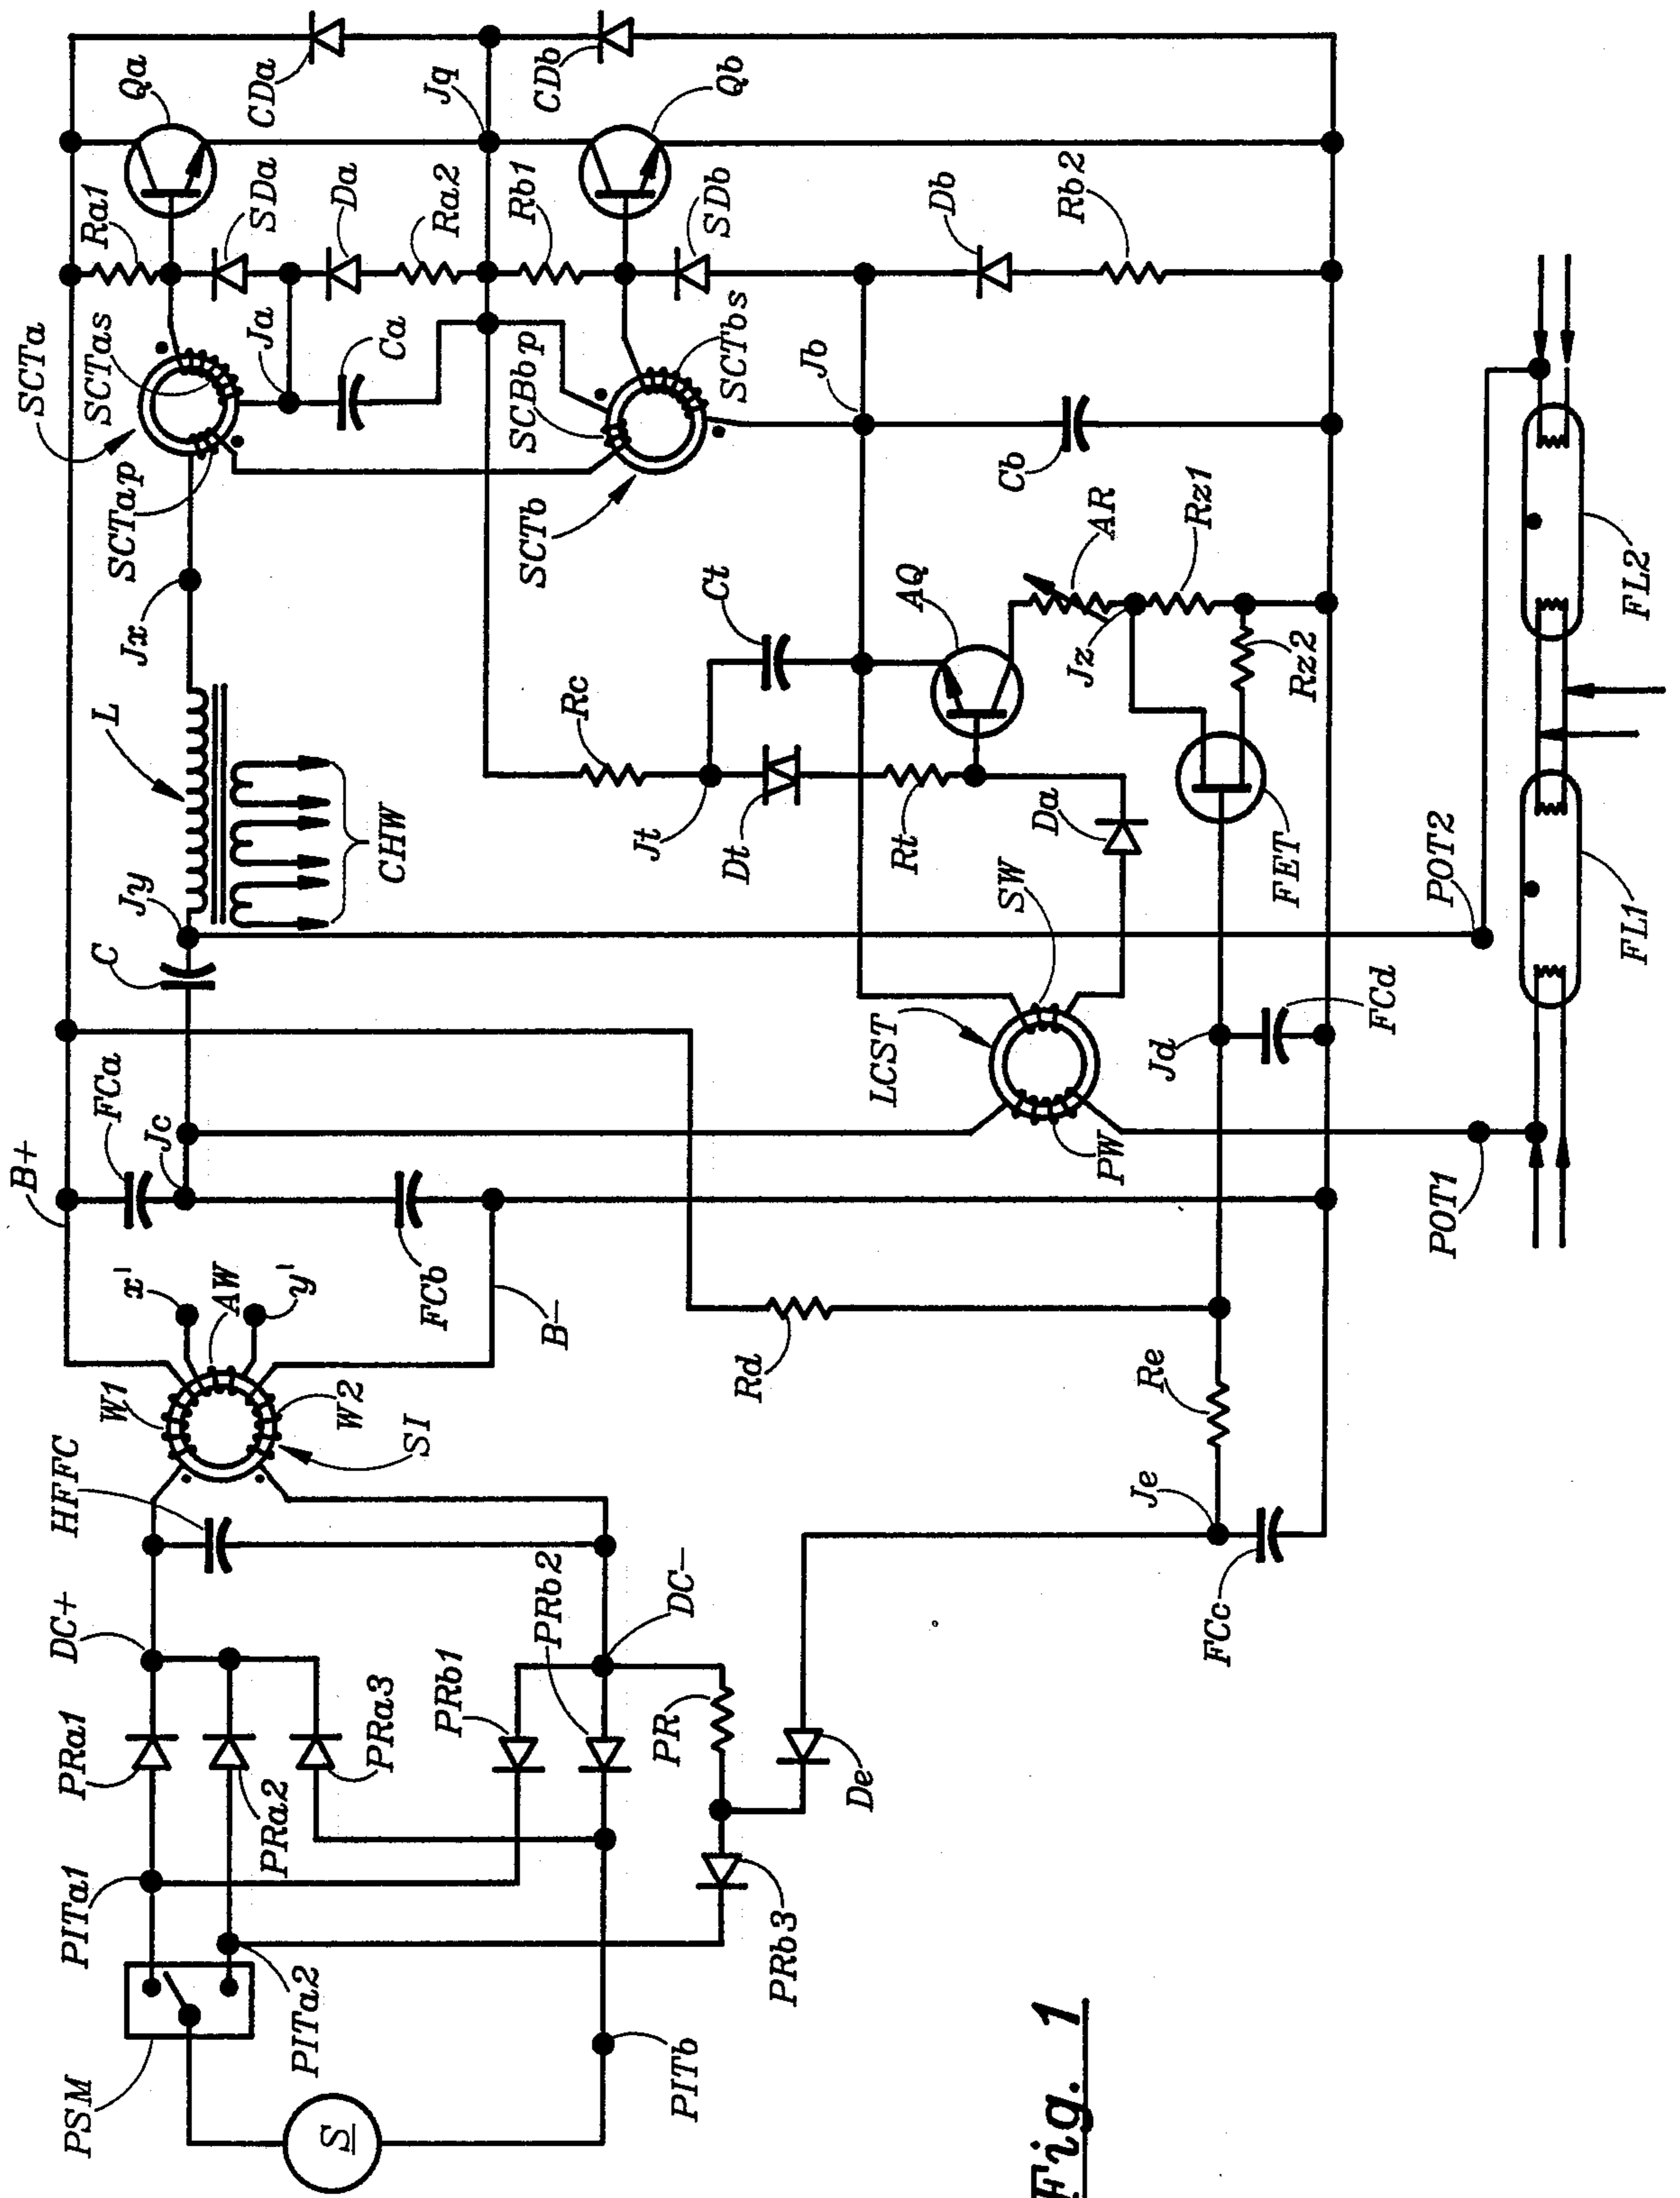 PSM
S
PITa1
PITa2
PITb
PRa1
PRa2
PRa3
PRb1
PRb2
PRb3
PR
De
DC+
DC−
HFFC
W1
W2
SI
AW
x'
y'
B+
B−
FCa
FCb
Jc
C
Jy
L
CHW
Jx
SCTa
SCTap
SCTas
Ja
Ca
SCBbp
SCTb
SCTbs
Ra1
Qa
SDa
Da
Ra2
Rb1
CDa
Jq
CDb
Qb
SDb
Db
Rb2
Jb
Cb
Rc
Ct
Jt
Dt
Rt
AQ
AR
Jz
Rz1
Rz2
Da
FET
SW
LCST
PW
Rd
Re
Je
FCc
Jd
FCd
POT1
POT2
FL1
FL2
Fig. 1